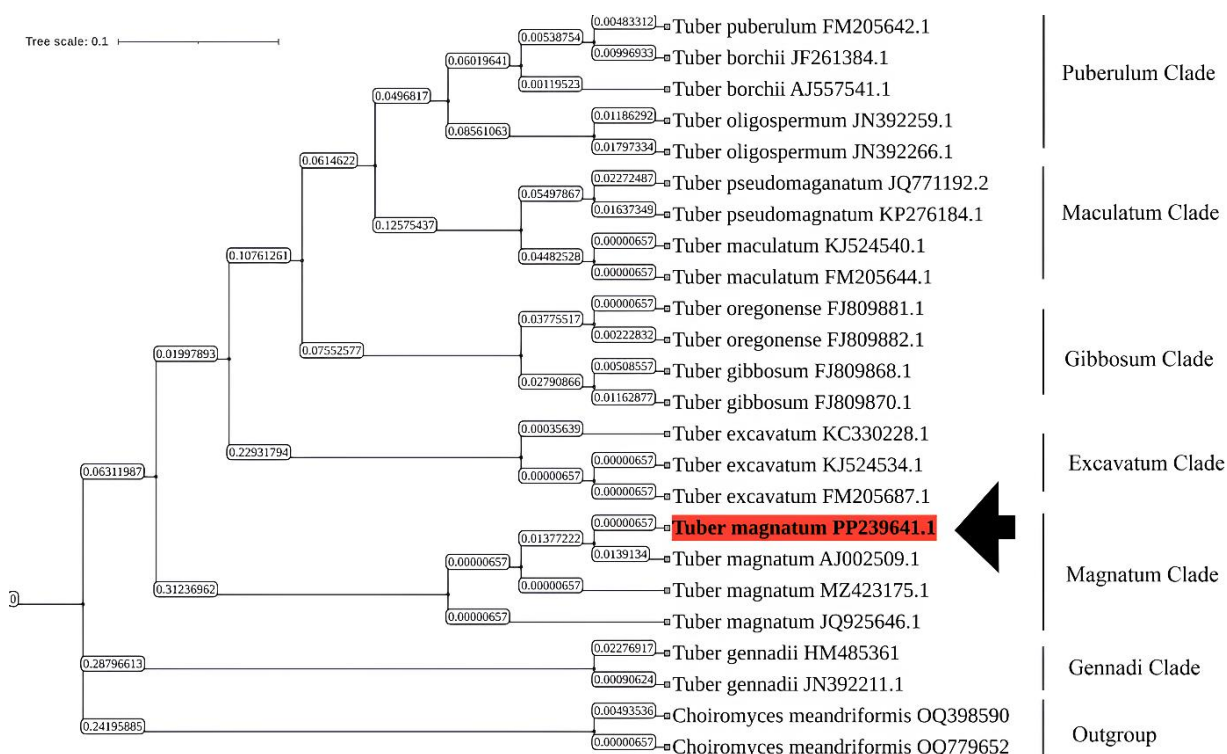 Tree scale: 0.1
0.00483312
Tuber puberulum FM205642.1
0.00538754
0.00996933
Tuber borchii JF261384.1
0.06019641
0.00119523
Tuber borchii AJ557541.1
0.0496817
0.01186292
Tuber oligospermum JN392259.1
0.08561063
0.01797334
Tuber oligospermum JN392266.1
Puberulum Clade
0.0614622
0.02272487
Tuber pseudomaganatum JQ771192.2
0.05497867
0.01637349
Tuber pseudomagnatum KP276184.1
0.12575437
0.00000657
Tuber maculatum KJ524540.1
0.04482528
0.00000657
Tuber maculatum FM205644.1
Maculatum Clade
0.10761261
0.00000657
Tuber oregonense FJ809881.1
0.03775517
0.00222832
Tuber oregonense FJ809882.1
0.07552577
0.00508557
Tuber gibbosum FJ809868.1
0.02790866
0.01162877
Tuber gibbosum FJ809870.1
Gibbosum Clade
0.01997893
0.00035639
Tuber excavatum KC330228.1
0.22931794
0.00000657
Tuber excavatum KJ524534.1
0.00000657
0.00000657
Tuber excavatum FM205687.1
Excavatum Clade
0.06311987
0.00000657
Tuber magnatum PP239641.1
0.01377222
0.0139134
Tuber magnatum AJ002509.1
0.00000657
0.00000657
Tuber magnatum MZ423175.1
0.31236962
0.00000657
Tuber magnatum JQ925646.1
Magnatum Clade
0
0.02276917
Tuber gennadii HM485361
0.28796613
0.00090624
Tuber gennadii JN392211.1
Gennadi Clade
0.00493536
Choiromyces meandriformis OQ398590
0.24195885
0.00000657
Choiromyces meandriformis OQ779652
Outgroup